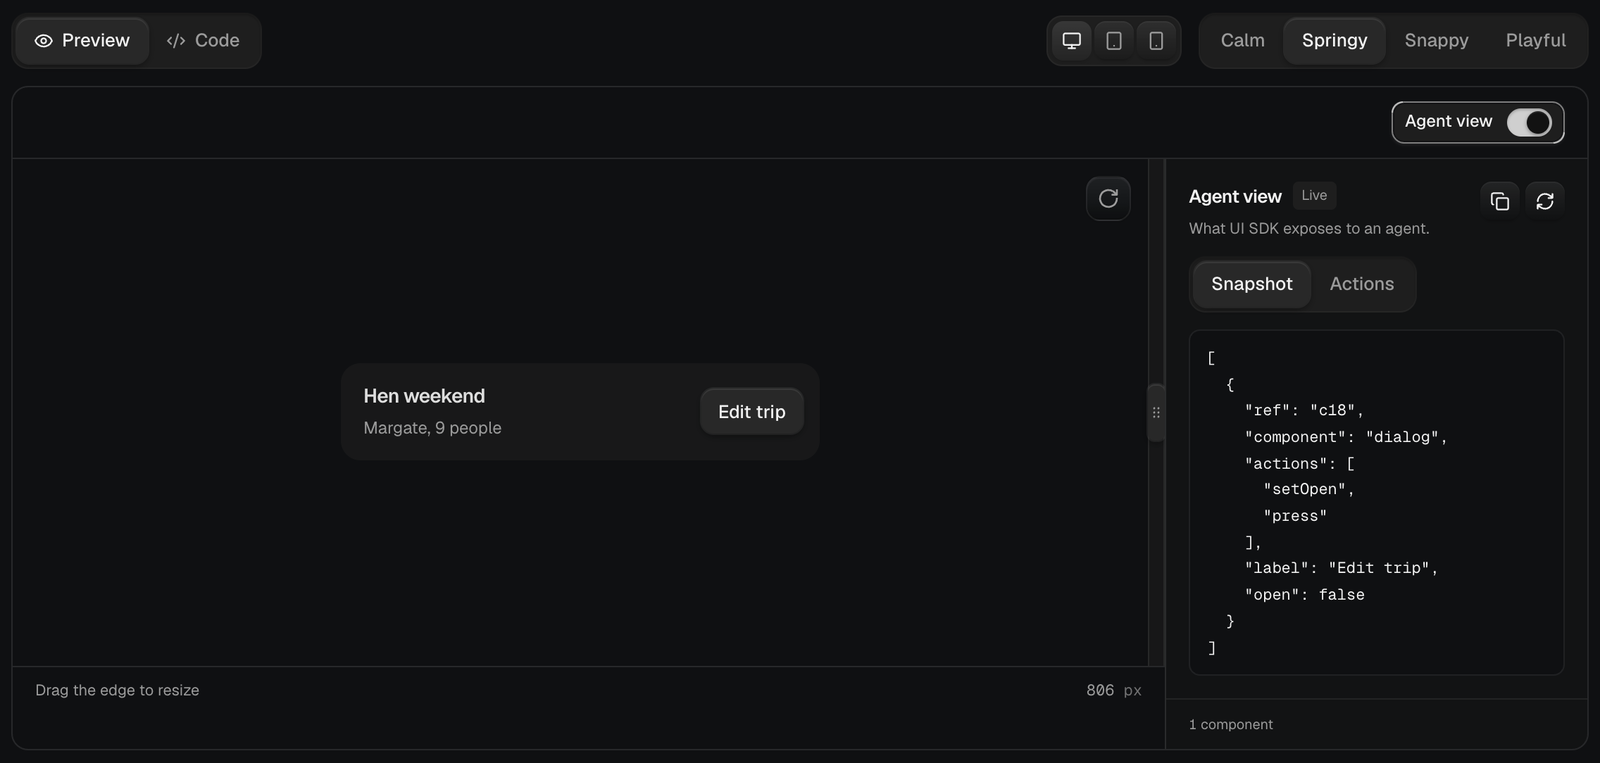 Preview
</> Code
Calm
Springy
Snappy
Playful
Agent view
Agent view
Live
What UI SDK exposes to an agent.
Snapshot
Actions
Hen weekend
Margate, 9 people
Edit trip
[
  {
    "ref": "c18",
    "component": "dialog",
    "actions": [
      "setOpen",
      "press"
    ],
    "label": "Edit trip",
    "open": false
  }
]
Drag the edge to resize
806 px
1 component